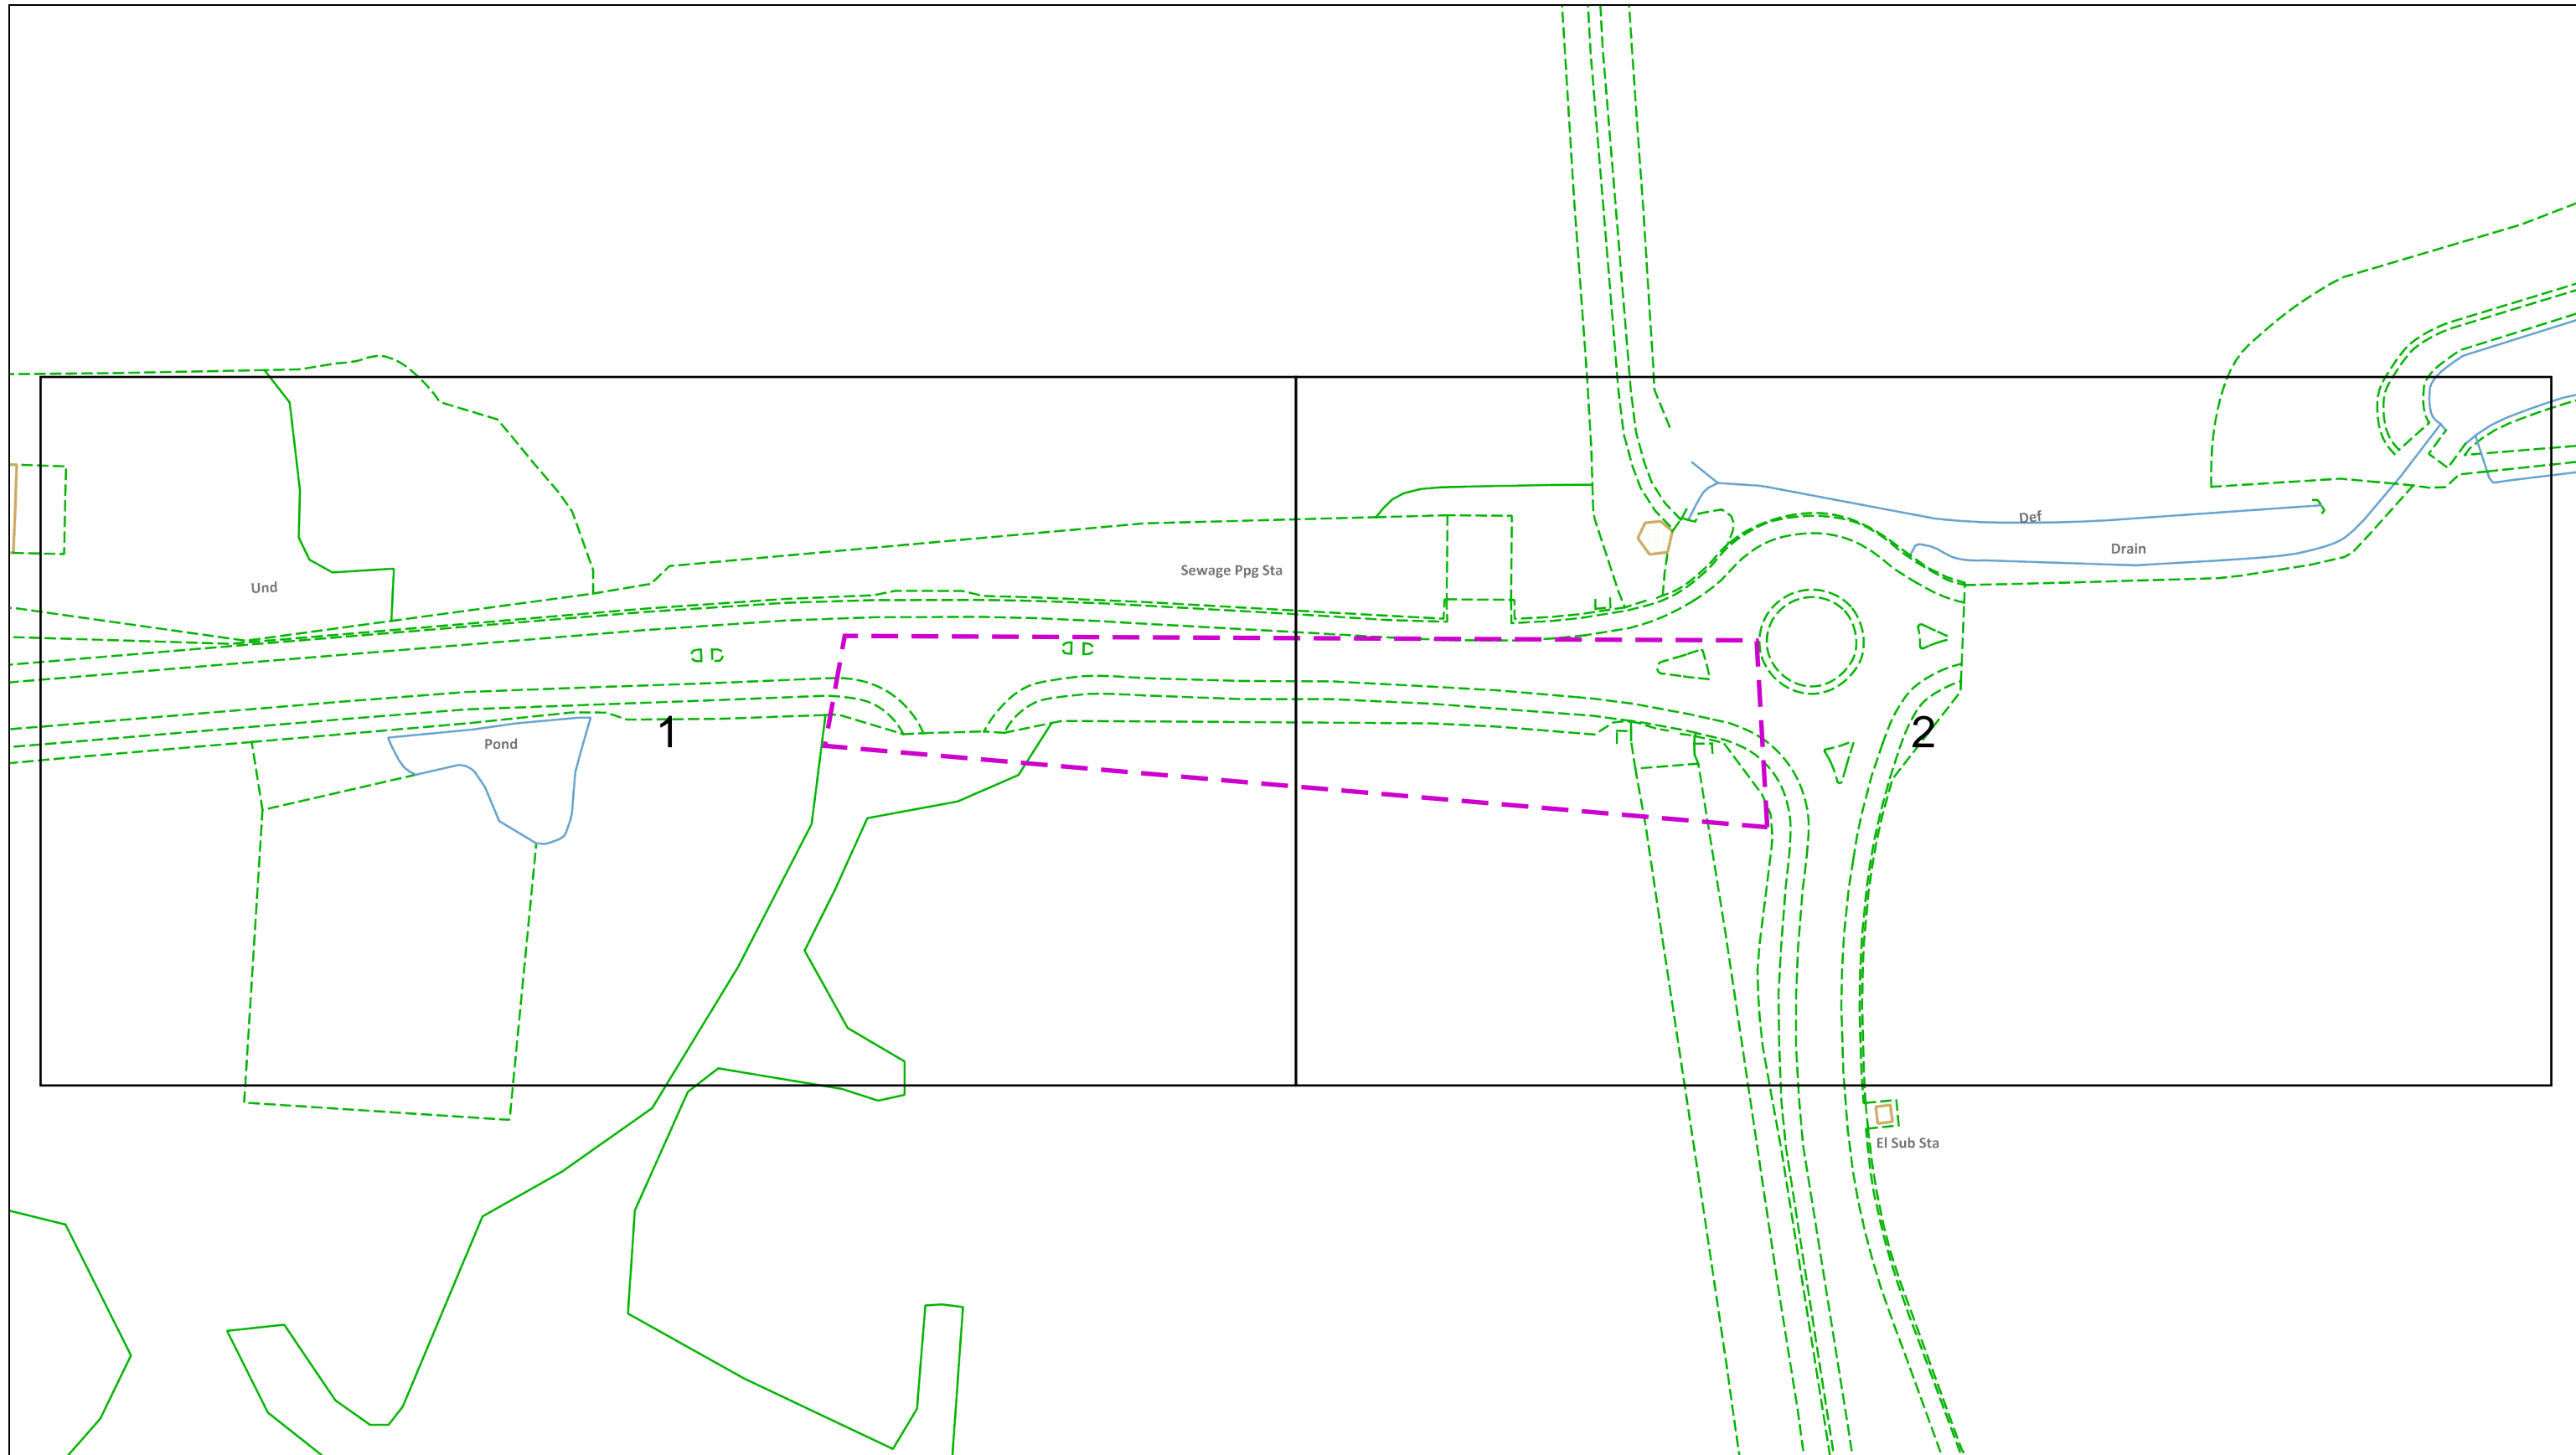 Def
Drain
Sewage Ppg Sta
Und
1
2
Pond
El Sub Sta